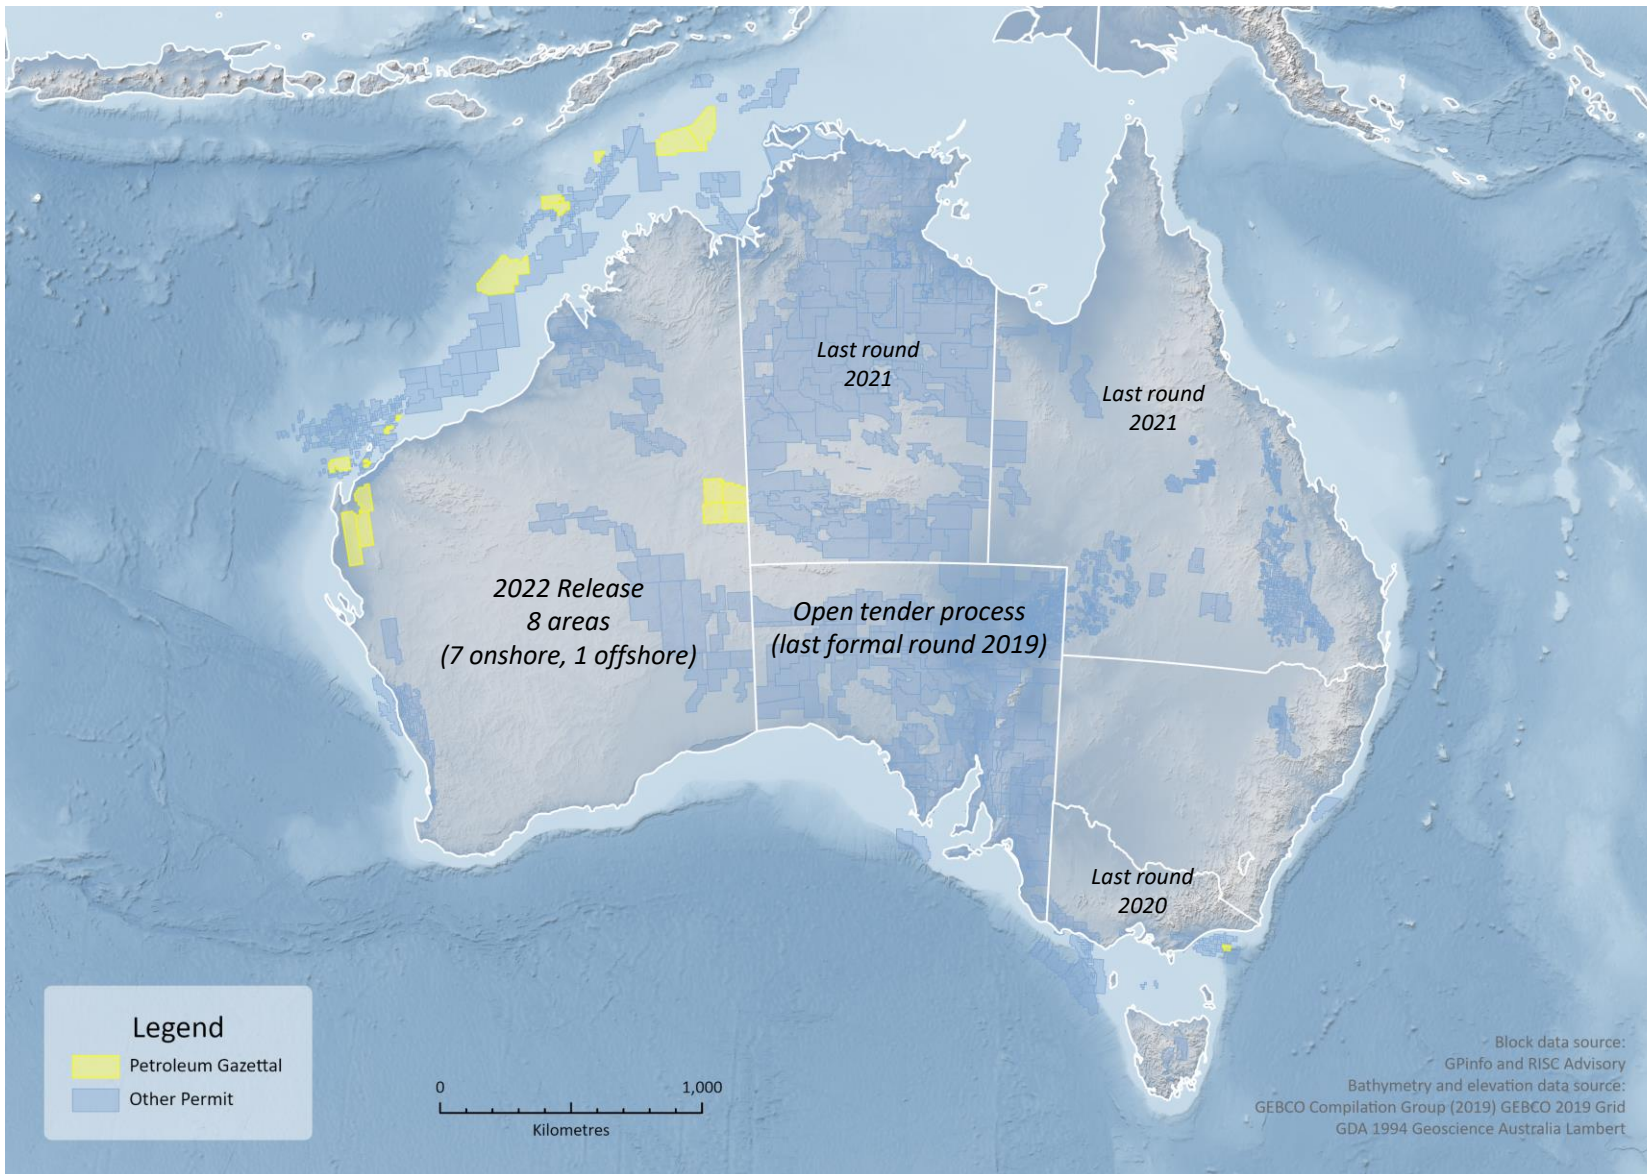 Last round
2021
Last round
2021
2022 Release
8 areas
(7 onshore, 1 offshore)
Open tender process
(last formal round 2019)
Last round
2020
Legend
Petroleum Gazettal
Other Permit
0
1,000
Kilometres
Block data source:
GPinfo and RISC Advisory
Bathymetry and elevation data source:
GEBCO Compilation Group (2019) GEBCO 2019 Grid
GDA 1994 Geoscience Australia Lambert